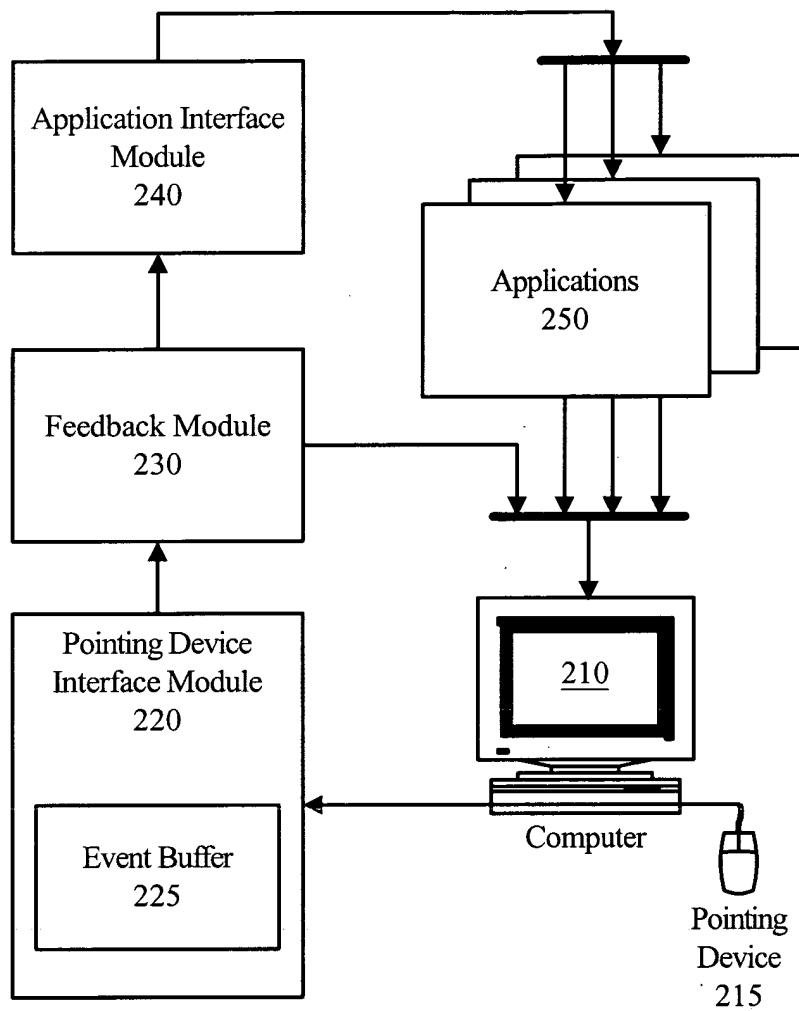 Application Interface
Module
240
Applications
250
Feedback Module
230
Pointing Device
Interface Module
220
210
Event Buffer
225
Computer
Pointing
Device
215